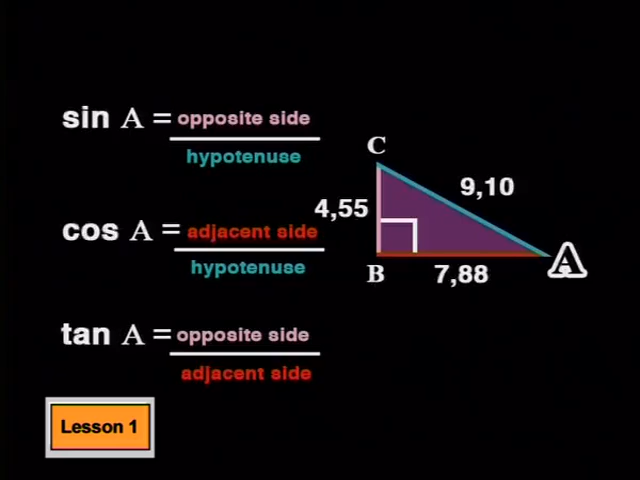 sin A = opposite side
hypotenuse
cos A = adjacent side
hypotenuse
tan A = opposite side
adjacent side
C
9,10
4,55
B
7,88
A
Lesson 1